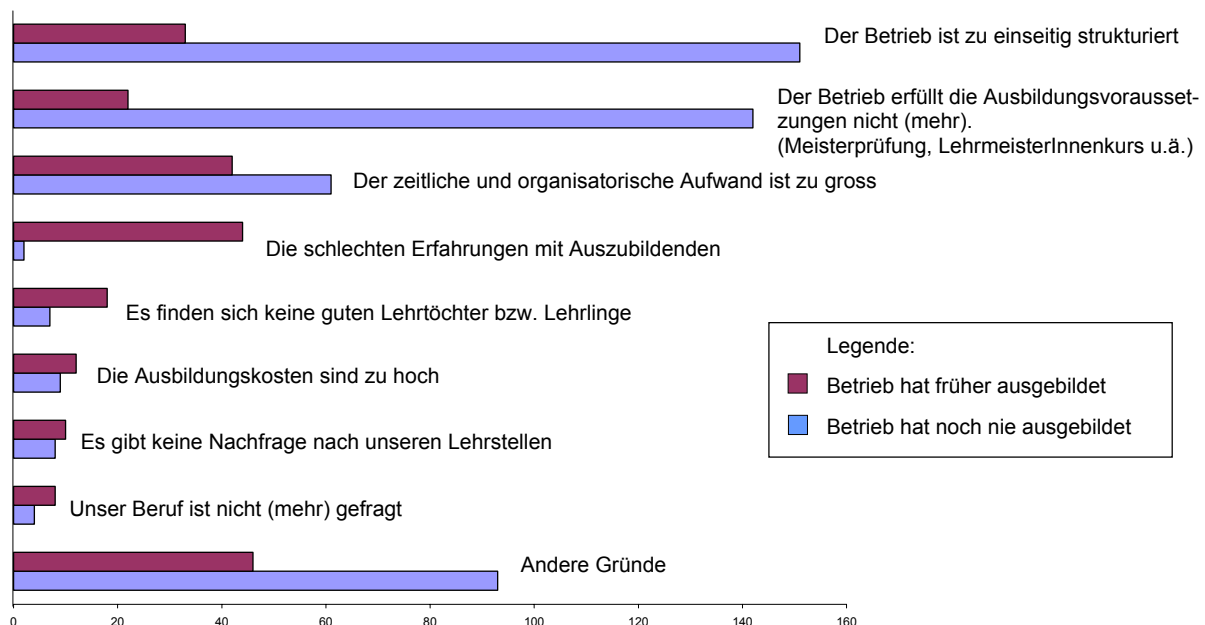 Der Betrieb ist zu einseitig strukturiert
Der Betrieb erfüllt die Ausbildungsvorausset-
zungen nicht (mehr).
(Meisterprüfung, LehrmeisterInnenkurs u.ä.)
Der zeitliche und organisatorische Aufwand ist zu gross
Die schlechten Erfahrungen mit Auszubildenden
Es finden sich keine guten Lehrtöchter bzw. Lehrlinge
Die Ausbildungskosten sind zu hoch
Es gibt keine Nachfrage nach unseren Lehrstellen
Unser Beruf ist nicht (mehr) gefragt
Andere Gründe
Legende:
Betrieb hat früher ausgebildet
Betrieb hat noch nie ausgebildet
0 20 40 60 80 100 120 140 160